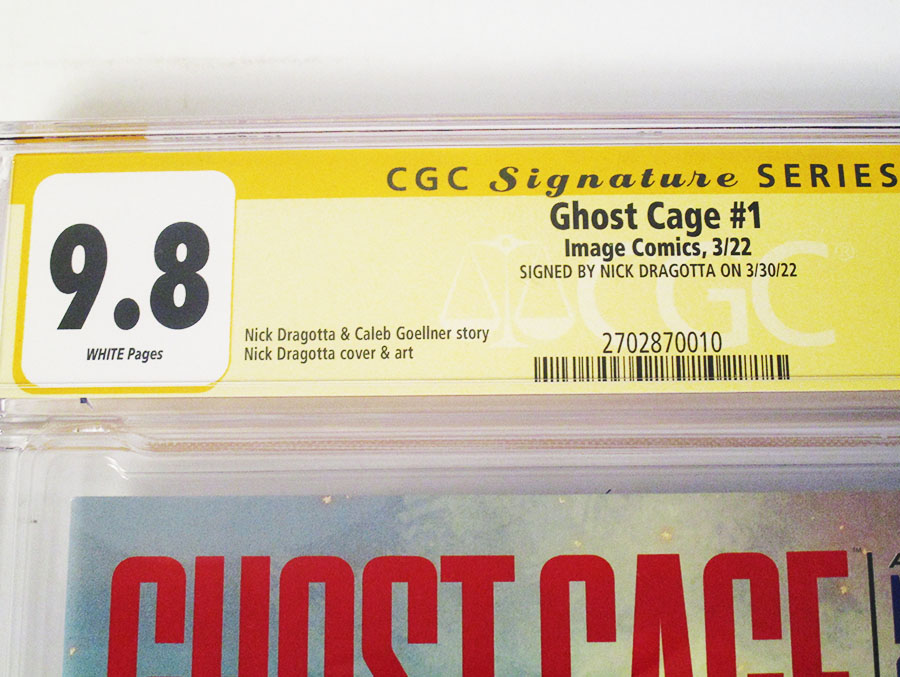 CGC Signature SERIES
Ghost Cage #1
Image Comics, 3/22
SIGNED BY NICK DRAGOTTA ON 3/30/22
9.8
WHITE Pages
Nick Dragotta & Caleb Goellner story
Nick Dragotta cover & art
CGC
2702870010
GHOST CAGE™